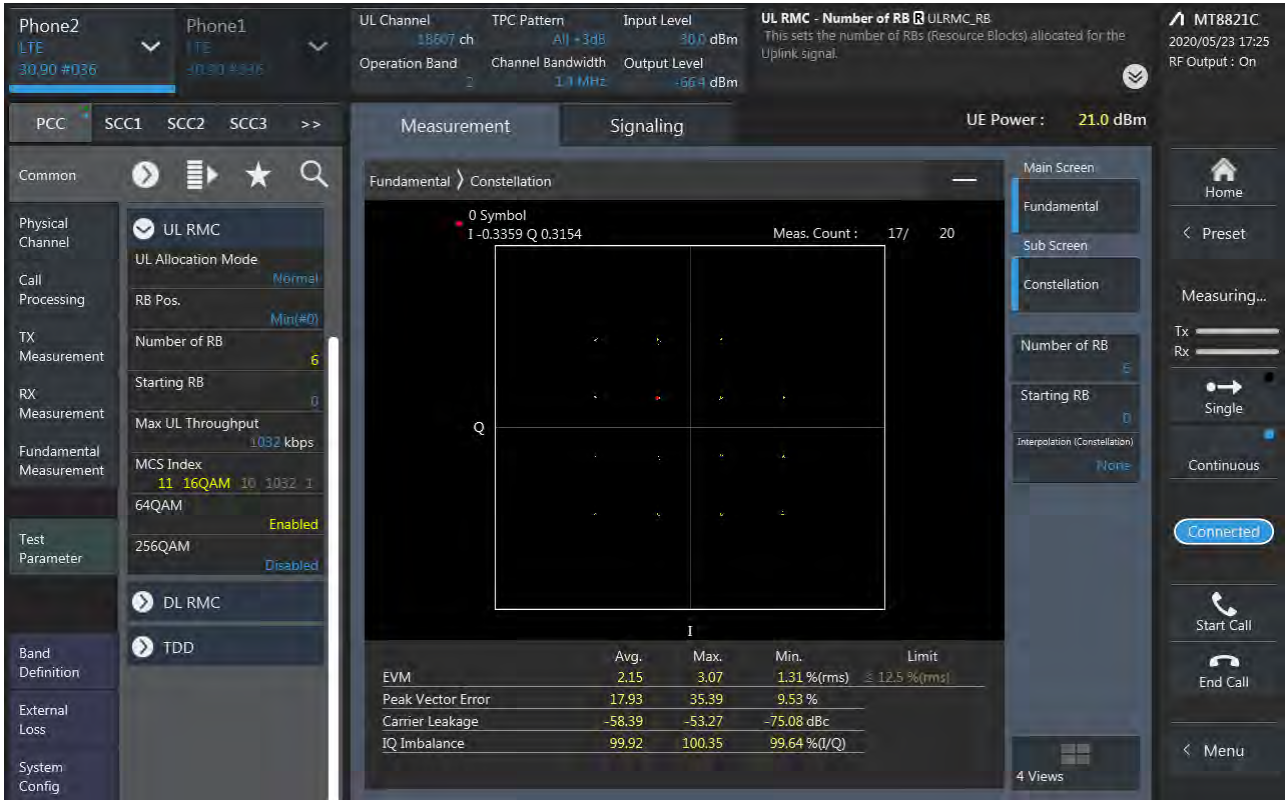 Phone2
LTE
30.90 #036
Phone1
LTE
30.90 #336
UL Channel
18607 ch
Operation Band
2
TPC Pattern
All +3dB
Channel Bandwidth
1.4 MHz
Input Level
30.0 dBm
Output Level
-66.4 dBm
UL RMC - Number of RB R ULRMC_RB
This sets the number of RBs (Resource Blocks) allocated for the
Uplink signal.
MT8821C
2020/05/23 17:25
RF Output : On
PCC SCC1 SCC2 SCC3 >>
Measurement
Signaling
UE Power : 21.0 dBm
Common
Physical
Channel
Call
Processing
TX
Measurement
RX
Measurement
Fundamental
Measurement
Test
Parameter
Band
Definition
External
Loss
System
Config
UL RMC
UL Allocation Mode
Normal
RB Pos.
Min(#0)
Number of RB
6
Starting RB
0
Max UL Throughput
1032 kbps
MCS Index
11 16QAM 10 1032 1
64QAM
Enabled
256QAM
Disabled
DL RMC
TDD
Fundamental 〉 Constellation
0 Symbol
I -0.3359 Q 0.3154
Meas. Count : 17/ 20
Q
I
Avg. Max. Min. Limit
EVM 2.15 3.07 1.31 %(rms) ≤ 12.5 %(rms)
Peak Vector Error 17.93 35.39 9.53 %
Carrier Leakage -58.39 -53.27 -75.08 dBc
IQ Imbalance 99.92 100.35 99.64 %(I/Q)
Main Screen
Fundamental
Sub Screen
Constellation
Number of RB
6
Starting RB
0
Interpolation (Constellation)
None
4 Views
Home
< Preset
Measuring...
Tx
Rx
Single
Continuous
Connected
Start Call
End Call
< Menu